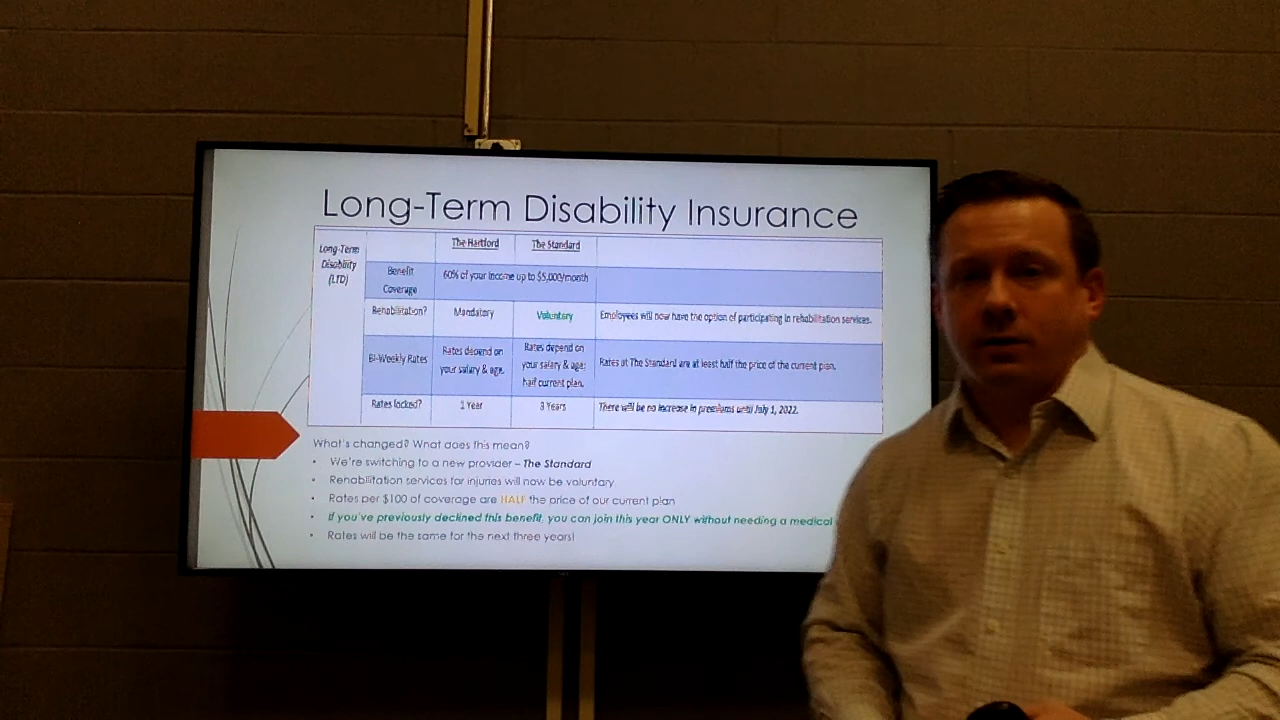 Long-Term Disability Insurance
Long-Term
Disability
(LTD)
The Hartford
The Standard
Benefit
Coverage
60% of your income up to $5,000/month
Rehabilitation?
Mandatory
Voluntary
Employees will now have the option of participating in rehabilitation services.
Bi-Weekly Rates
Rates depend on
your salary & age.
Rates depend on
your salary & age;
half current plan.
Rates at The Standard are at least half the price of the current plan.
Rates locked?
1 Year
3 Years
There will be no increase in premiums until July 1, 2022.
What's changed? What does this mean?
• We're switching to a new provider – The Standard
• Rehabilitation services for injuries will now be voluntary
• Rates per $100 of coverage are HALF the price of our current plan
• If you've previously declined this benefit, you can join this year ONLY without needing a medical
• Rates will be the same for the next three years!